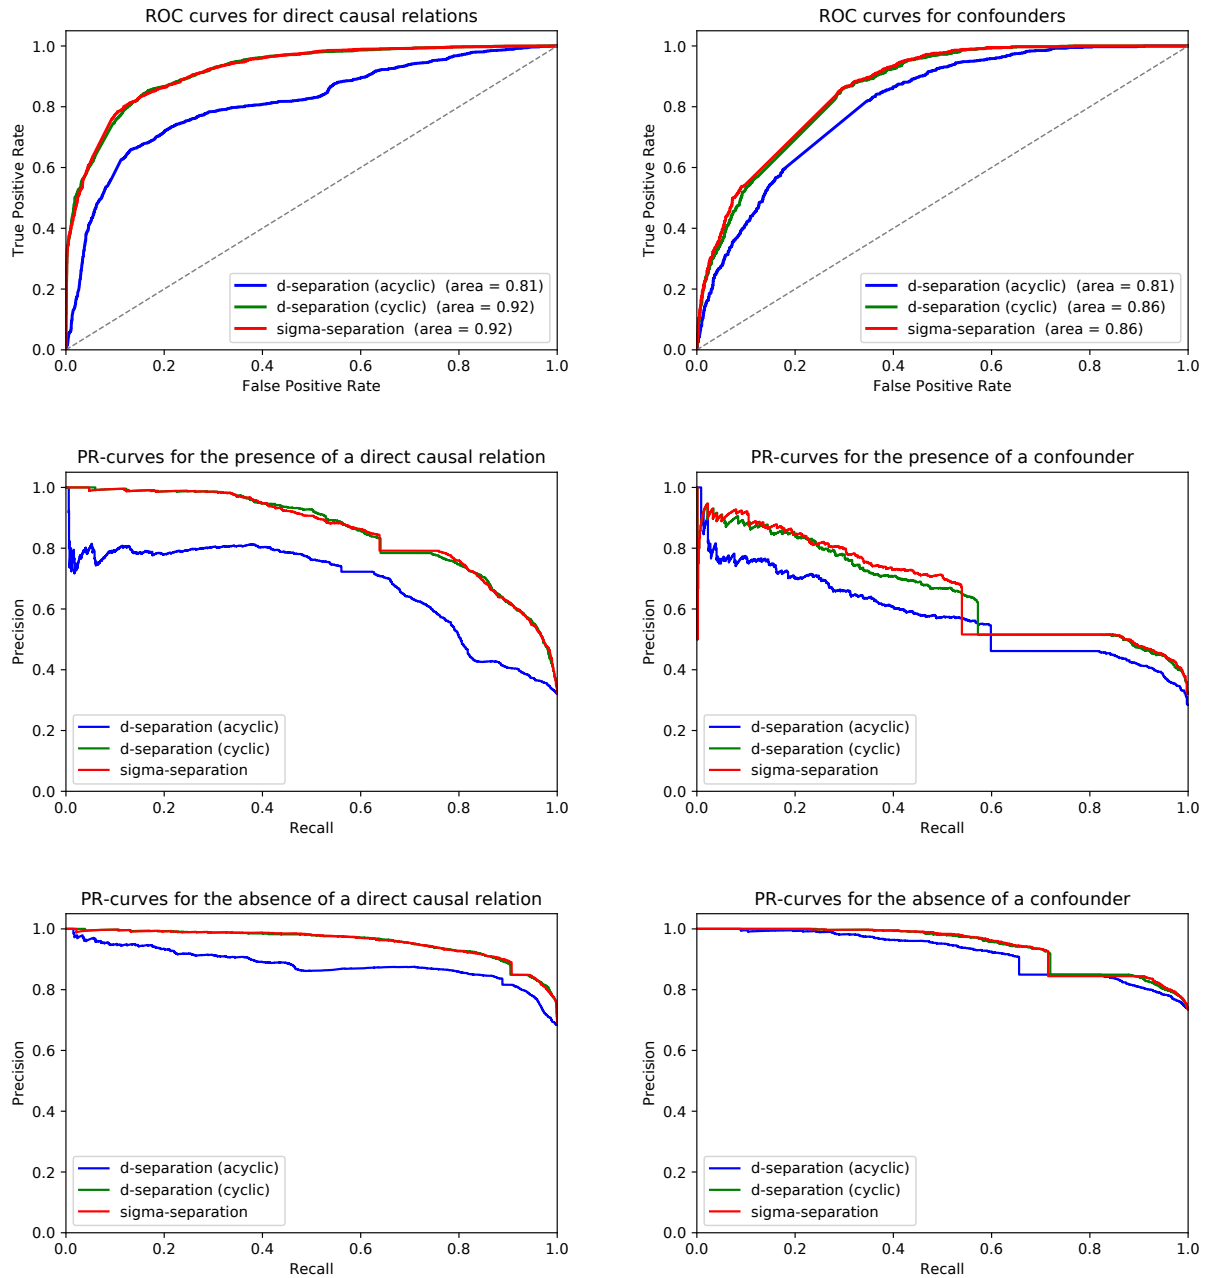 ROC curves for direct causal relations
1.0
0.8
0.6
0.4
0.2
0.0
True Positive Rate
d-separation (acyclic)  (area = 0.81)
d-separation (cyclic)  (area = 0.92)
sigma-separation  (area = 0.92)
0.0 0.2 0.4 0.6 0.8 1.0
False Positive Rate
ROC curves for confounders
1.0
0.8
0.6
0.4
0.2
0.0
True Positive Rate
d-separation (acyclic)  (area = 0.81)
d-separation (cyclic)  (area = 0.86)
sigma-separation  (area = 0.86)
0.0 0.2 0.4 0.6 0.8 1.0
False Positive Rate
PR-curves for the presence of a direct causal relation
1.0
0.8
0.6
0.4
0.2
0.0
Precision
d-separation (acyclic)
d-separation (cyclic)
sigma-separation
0.0 0.2 0.4 0.6 0.8 1.0
Recall
PR-curves for the presence of a confounder
1.0
0.8
0.6
0.4
0.2
0.0
Precision
d-separation (acyclic)
d-separation (cyclic)
sigma-separation
0.0 0.2 0.4 0.6 0.8 1.0
Recall
PR-curves for the absence of a direct causal relation
1.0
0.8
0.6
0.4
0.2
0.0
Precision
d-separation (acyclic)
d-separation (cyclic)
sigma-separation
0.0 0.2 0.4 0.6 0.8 1.0
Recall
PR-curves for the absence of a confounder
1.0
0.8
0.6
0.4
0.2
0.0
Precision
d-separation (acyclic)
d-separation (cyclic)
sigma-separation
0.0 0.2 0.4 0.6 0.8 1.0
Recall